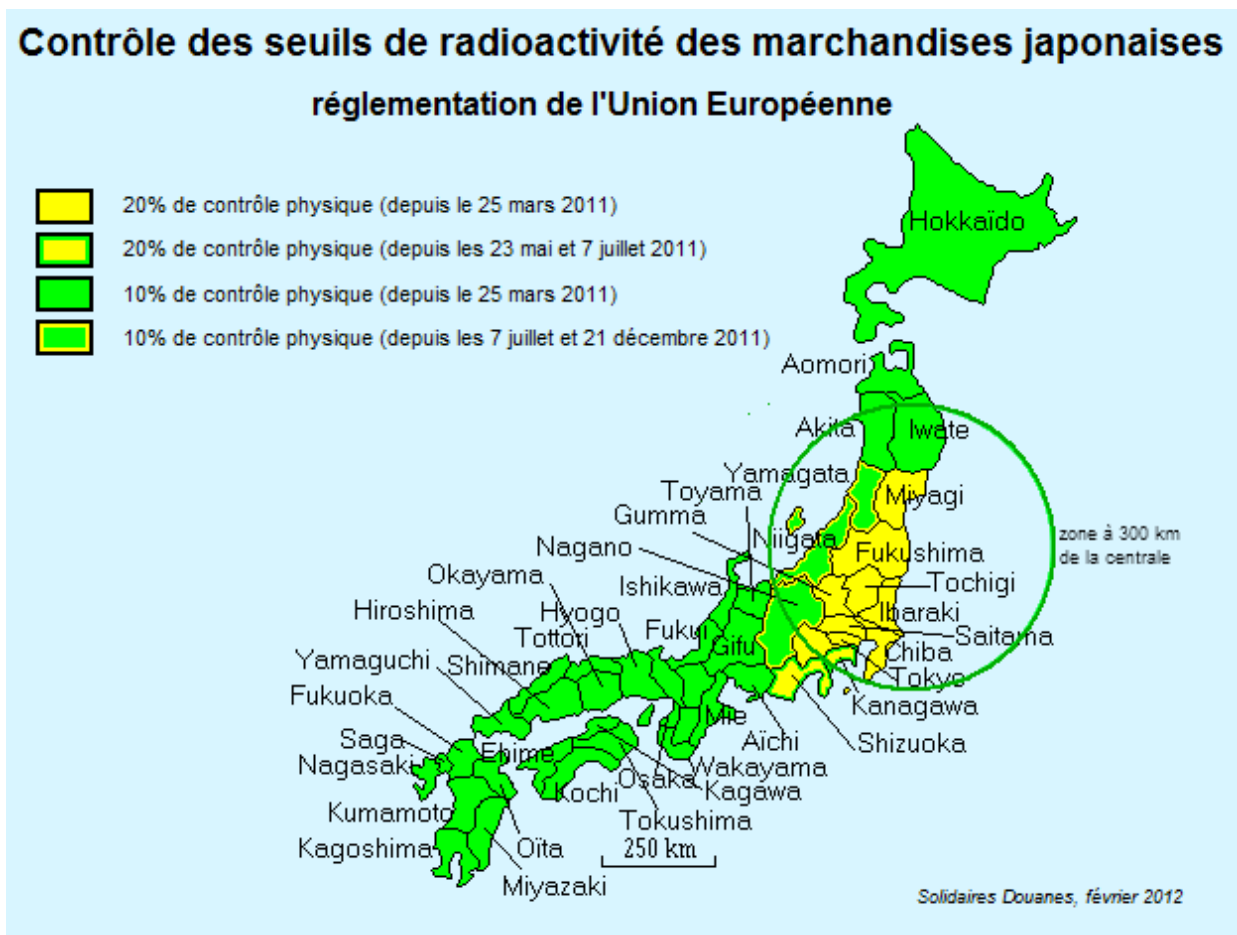 Contrôle des seuils de radioactivité des marchandises japonaises
réglementation de l'Union Européenne
20% de contrôle physique (depuis le 25 mars 2011)
20% de contrôle physique (depuis les 23 mai et 7 juillet 2011)
10% de contrôle physique (depuis le 25 mars 2011)
10% de contrôle physique (depuis les 7 juillet et 21 décembre 2011)
Hokkaïdo
Aomori
Akita
Iwate
Yamagata
Miyagi
Toyama
Gumma
Niigata
zone à 300 km
de la centrale
Nagano
Fukushima
Okayama
Ishikawa
Tochigi
Hiroshima
Hyogo
Ibaraki
Tottori
Fukui
Gifu
Saitama
Yamaguchi
Shimane
Chiba
Tokyo
Fukuoka
Kanagawa
Mie
Saga
Ehime
Aïchi
Shizuoka
Nagasaki
Osaka
Wakayama
Kochi
Kagawa
Kumamoto
Tokushima
Kagoshima
Oïta
250 km
Miyazaki
Solidaires Douanes, février 2012